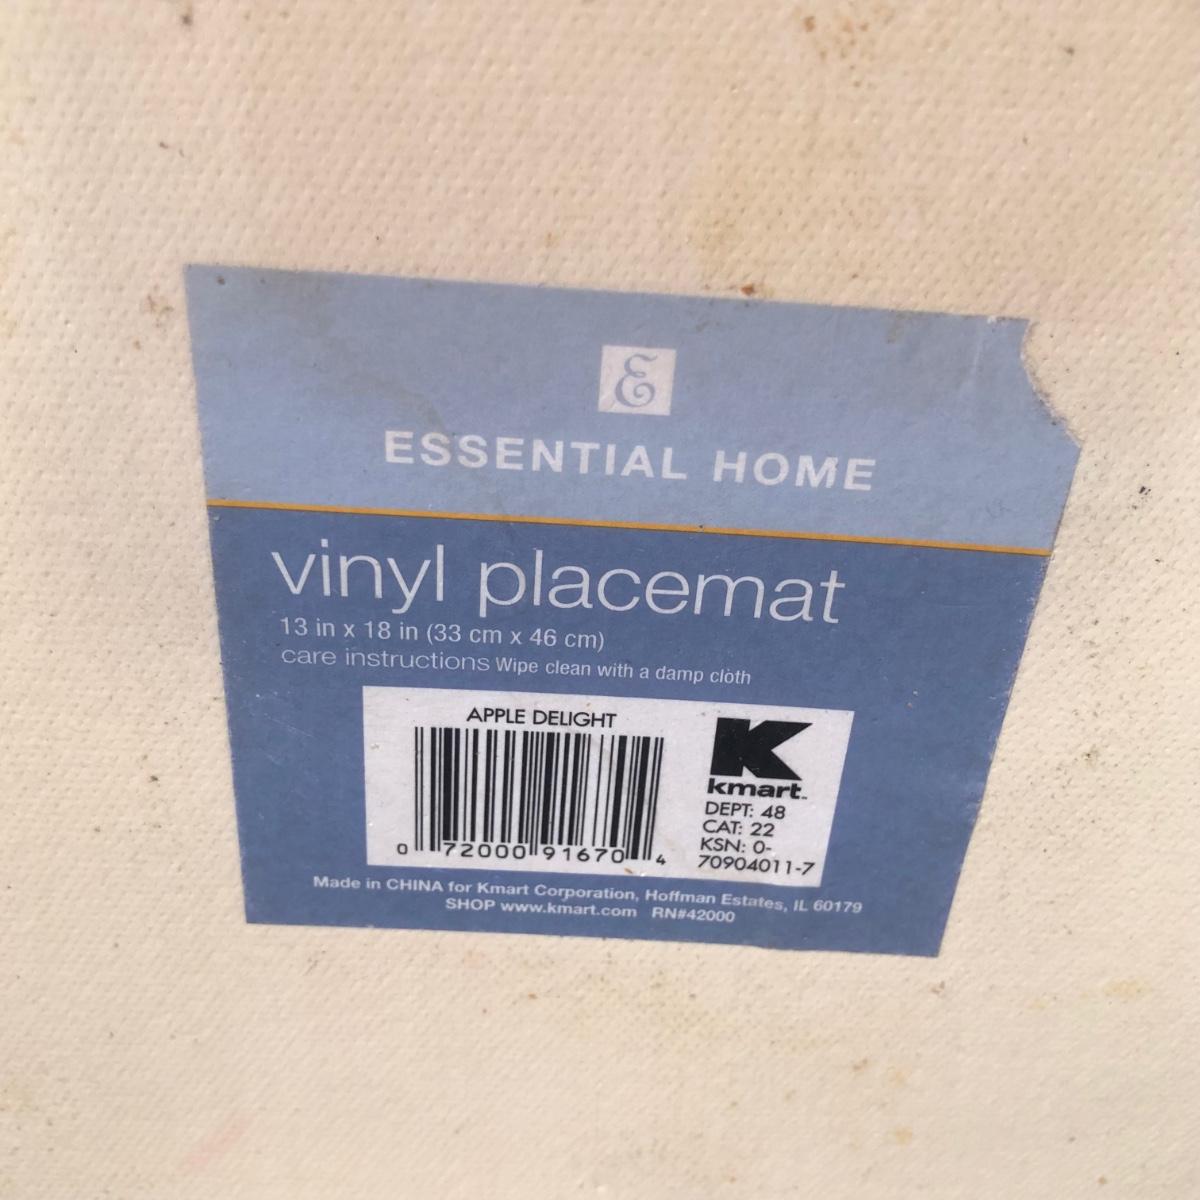 E
ESSENTIAL HOME
vinyl placemat
13 in x 18 in (33 cm x 46 cm)
care instructions Wipe clean with a damp cloth
APPLE DELIGHT
0 72000 91670 4
K
kmart™
DEPT: 48
CAT: 22
KSN: 0-
70904011-7
Made in CHINA for Kmart Corporation, Hoffman Estates, IL 60179
SHOP www.kmart.com RN#42000